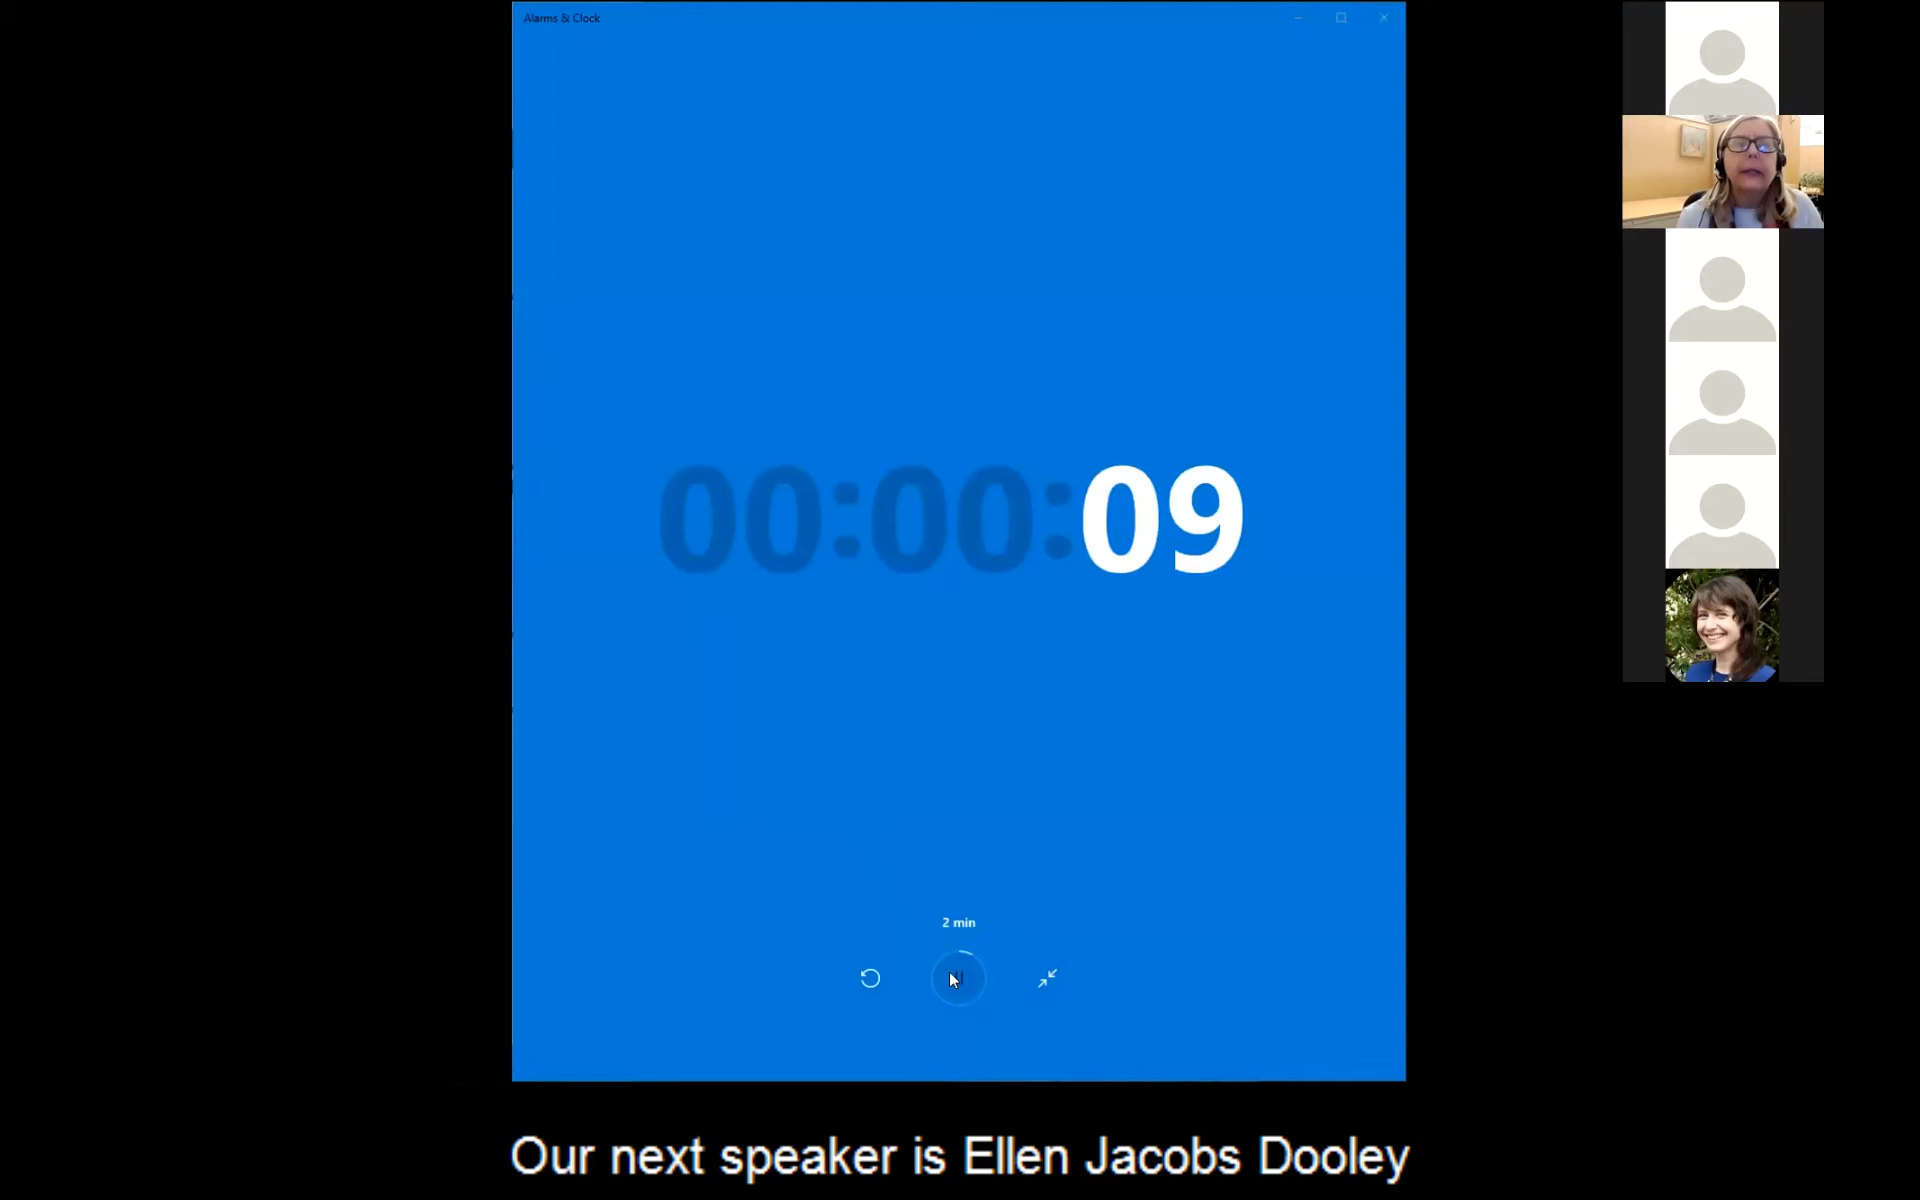 Alarms & Clock
00:00:09
2 min
Our next speaker is Ellen Jacobs Dooley